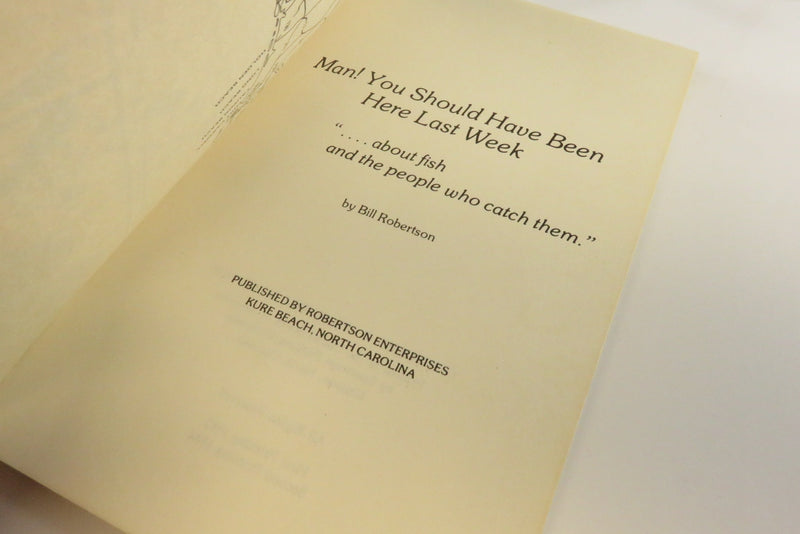 Man! You Should Have Been
Here Last Week
“. . . . about fish
and the people who catch them.”
by Bill Robertson
PUBLISHED BY ROBERTSON ENTERPRISES
KURE BEACH, NORTH CAROLINA